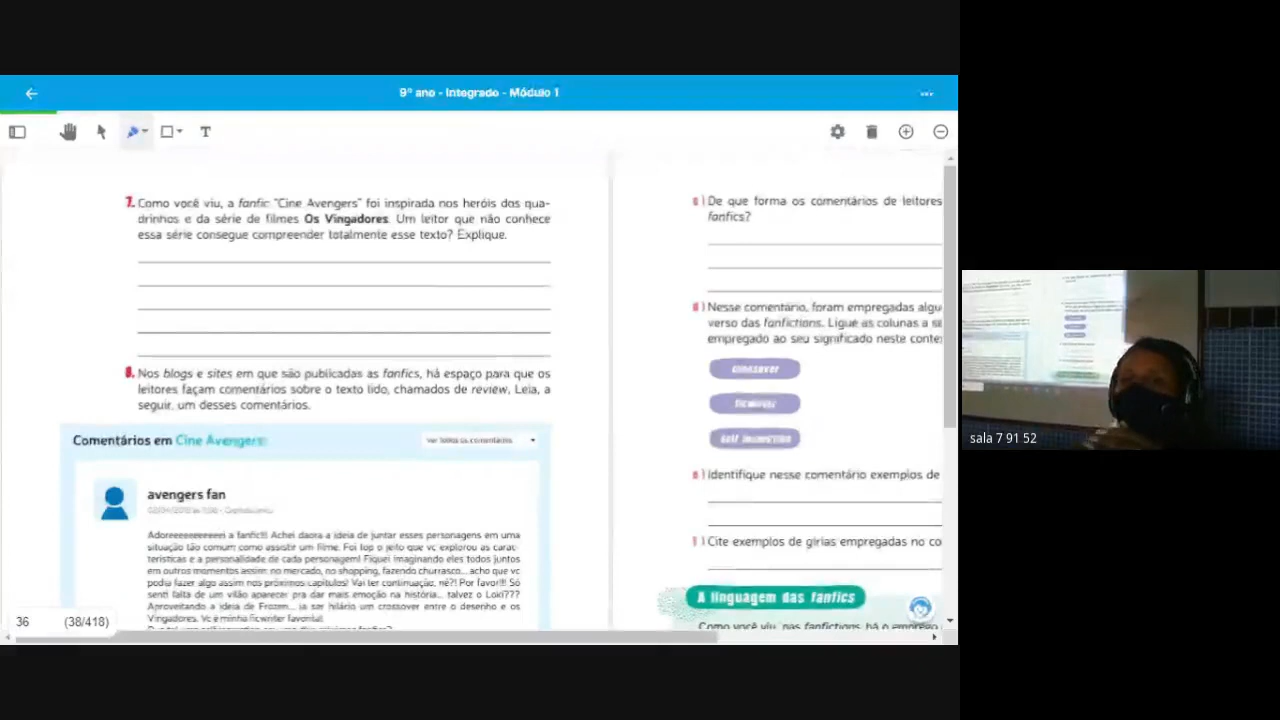 9º ano - Integrado - Módulo 1
T
7. Como você viu, a fanfic "Cine Avengers" foi inspirada nos heróis dos qua-
drinhos e da série de filmes Os Vingadores. Um leitor que não conhece
essa série consegue compreender totalmente esse texto? Explique.
8. Nos blogs e sites em que são publicadas as fanfics, há espaço para que os
leitores façam comentários sobre o texto lido, chamados de review. Leia, a
seguir, um desses comentários.
Comentários em Cine Avengers
Ver todos os comentários
avengers fan
Adoreeeeeeeeeei a fanfic!!! Achei daora a ideia de juntar esses personagens em uma
situação tão comum como assistir um filme. Foi top o jeito que vc explorou as carac-
terísticas e a personalidade de cada personagem! Fiquei imaginando eles todos juntos
em outros momentos assim: no mercado, no shopping, fazendo churrasco... acho que vc
podia fazer algo assim nos próximos capítulos! Vai ter continuação, né?! Por favor!!! Só
senti falta de um vilão aparecer pra dar mais emoção na história... talvez o Loki???
Aproveitando a ideia de Frozen... ia ser hilário um crossover entre o desenho e os
Vingadores. Vc é minha ficwriter favorita!
36 (38/418)
De que forma os comentários de leitores
fanfics?
Nesse comentário, foram empregadas algu
verso das fanfictions. Ligue as colunas a se
empregado ao seu significado neste conte
crossover
ficwriter
self insertion
Identifique nesse comentário exemplos de
Cite exemplos de gírias empregadas no co
A linguagem das fanfics
Como você viu, nas fanfictions, há o emprego
sala 7 91 52